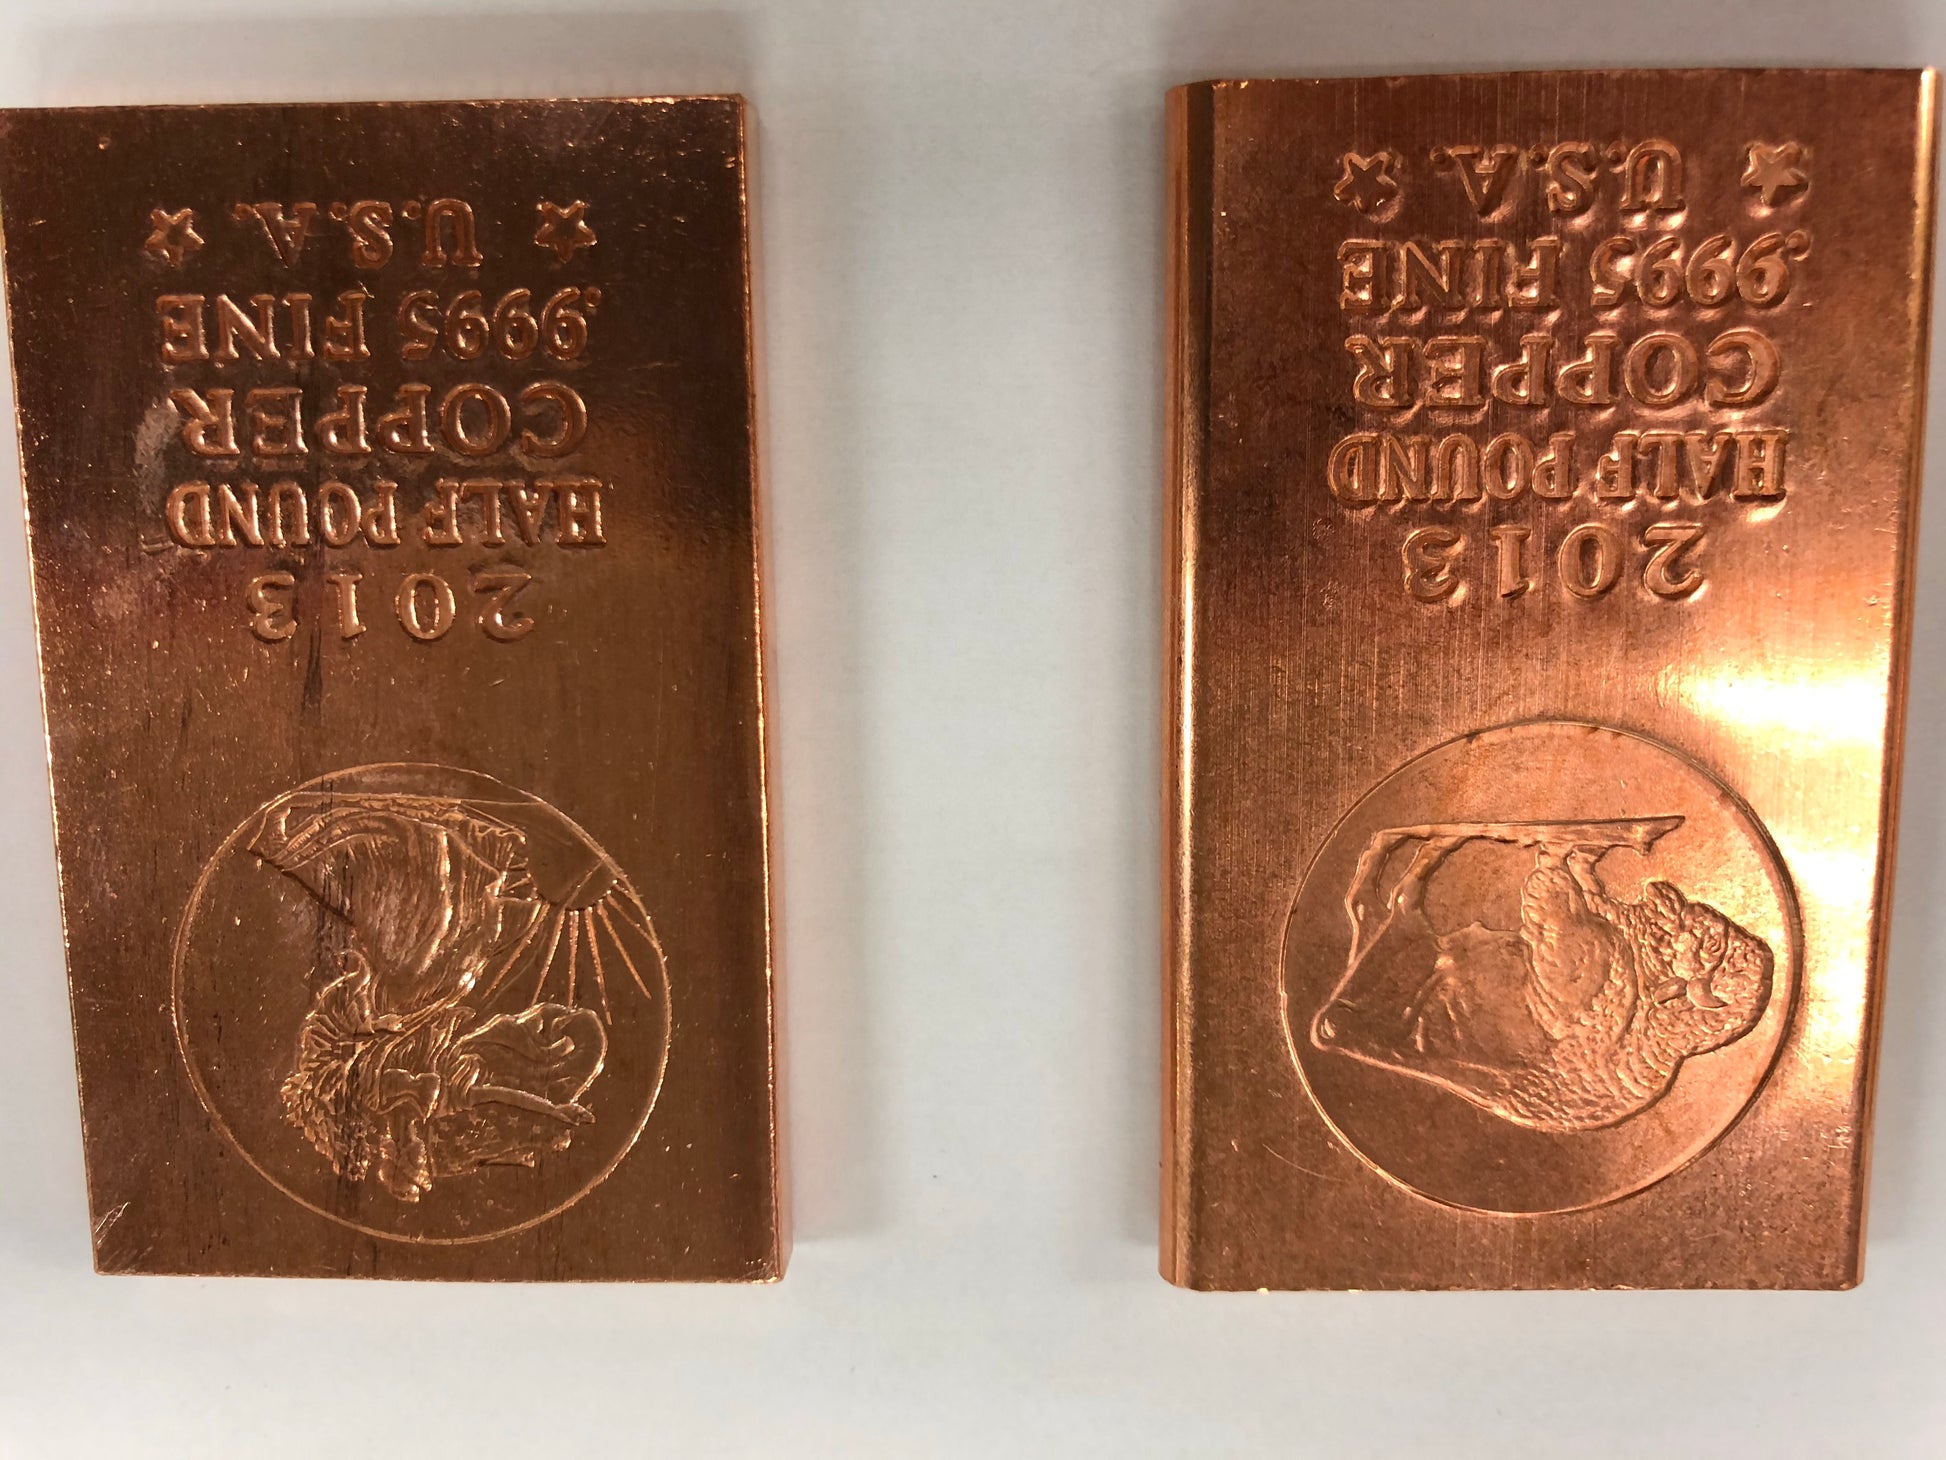 2013
HALF POUND
COPPER
.9995 FINE
★ U.S.A. ★
2013
HALF POUND
COPPER
.9995 FINE
★ U.S.A. ★